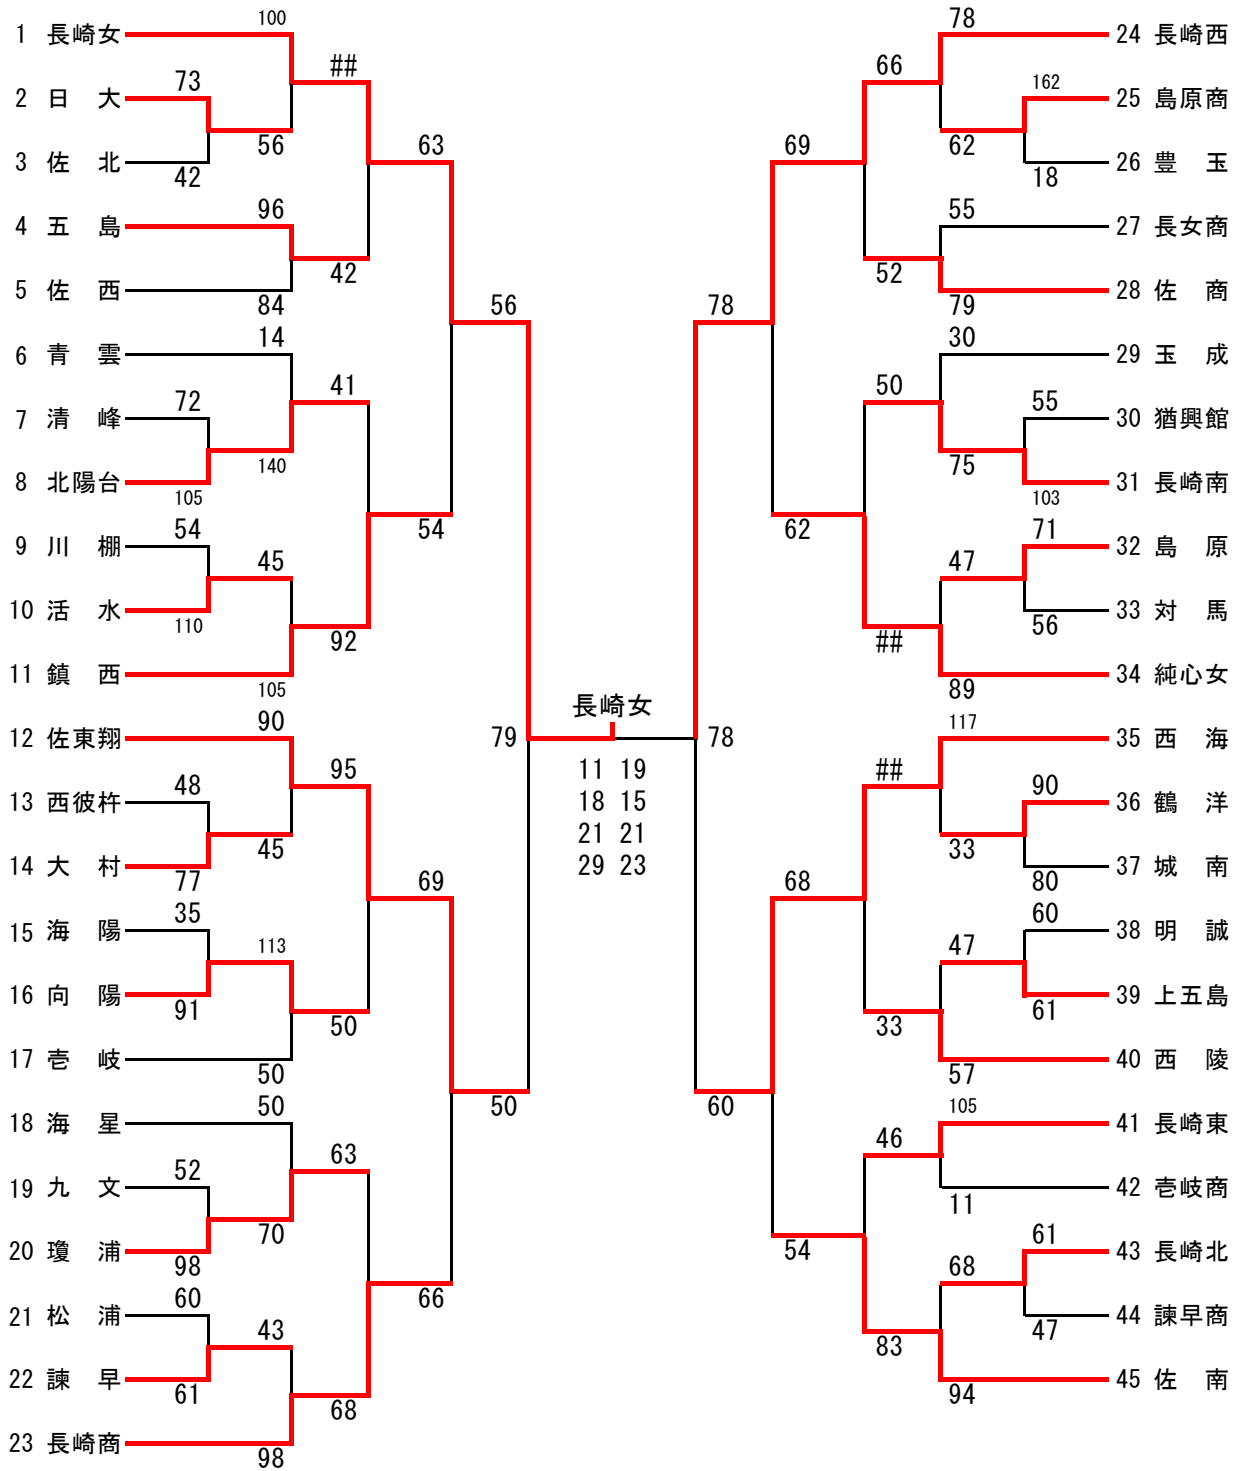 100
1 長崎女
##
73
2 日 大
56
3 佐 北
42
63
96
4 五 島
42
5 佐 西
84
56
14
6 青 雲
41
72
7 清 峰
140
8 北陽台
105
54
54
9 川 棚
45
10 活 水
110
92
11 鎮 西
105
90
12 佐東翔
79
95
48
13 西彼杵
45
14 大 村
77
69
35
15 海 陽
113
16 向 陽
91
50
17 壱 岐
50
50
50
18 海 星
63
52
19 九 文
70
20 瓊 浦
98
66
60
21 松 浦
43
22 諫 早
61
68
23 長崎商
98
長崎女
11 19
18 15
21 21
29 23
78
24 長崎西
66
162
25 島原商
62
26 豊 玉
18
69
55
27 長女商
52
28 佐 商
79
78
30
29 玉 成
50
55
30 猶興館
75
31 長崎南
103
62
71
32 島 原
47
33 対 馬
56
##
34 純心女
89
78
117
35 西 海
##
90
36 鶴 洋
33
37 城 南
80
68
60
38 明 誠
47
39 上五島
61
33
40 西 陵
57
60
105
41 長崎東
46
42 壱岐商
11
54
61
43 長崎北
68
44 諫早商
47
83
45 佐 南
94